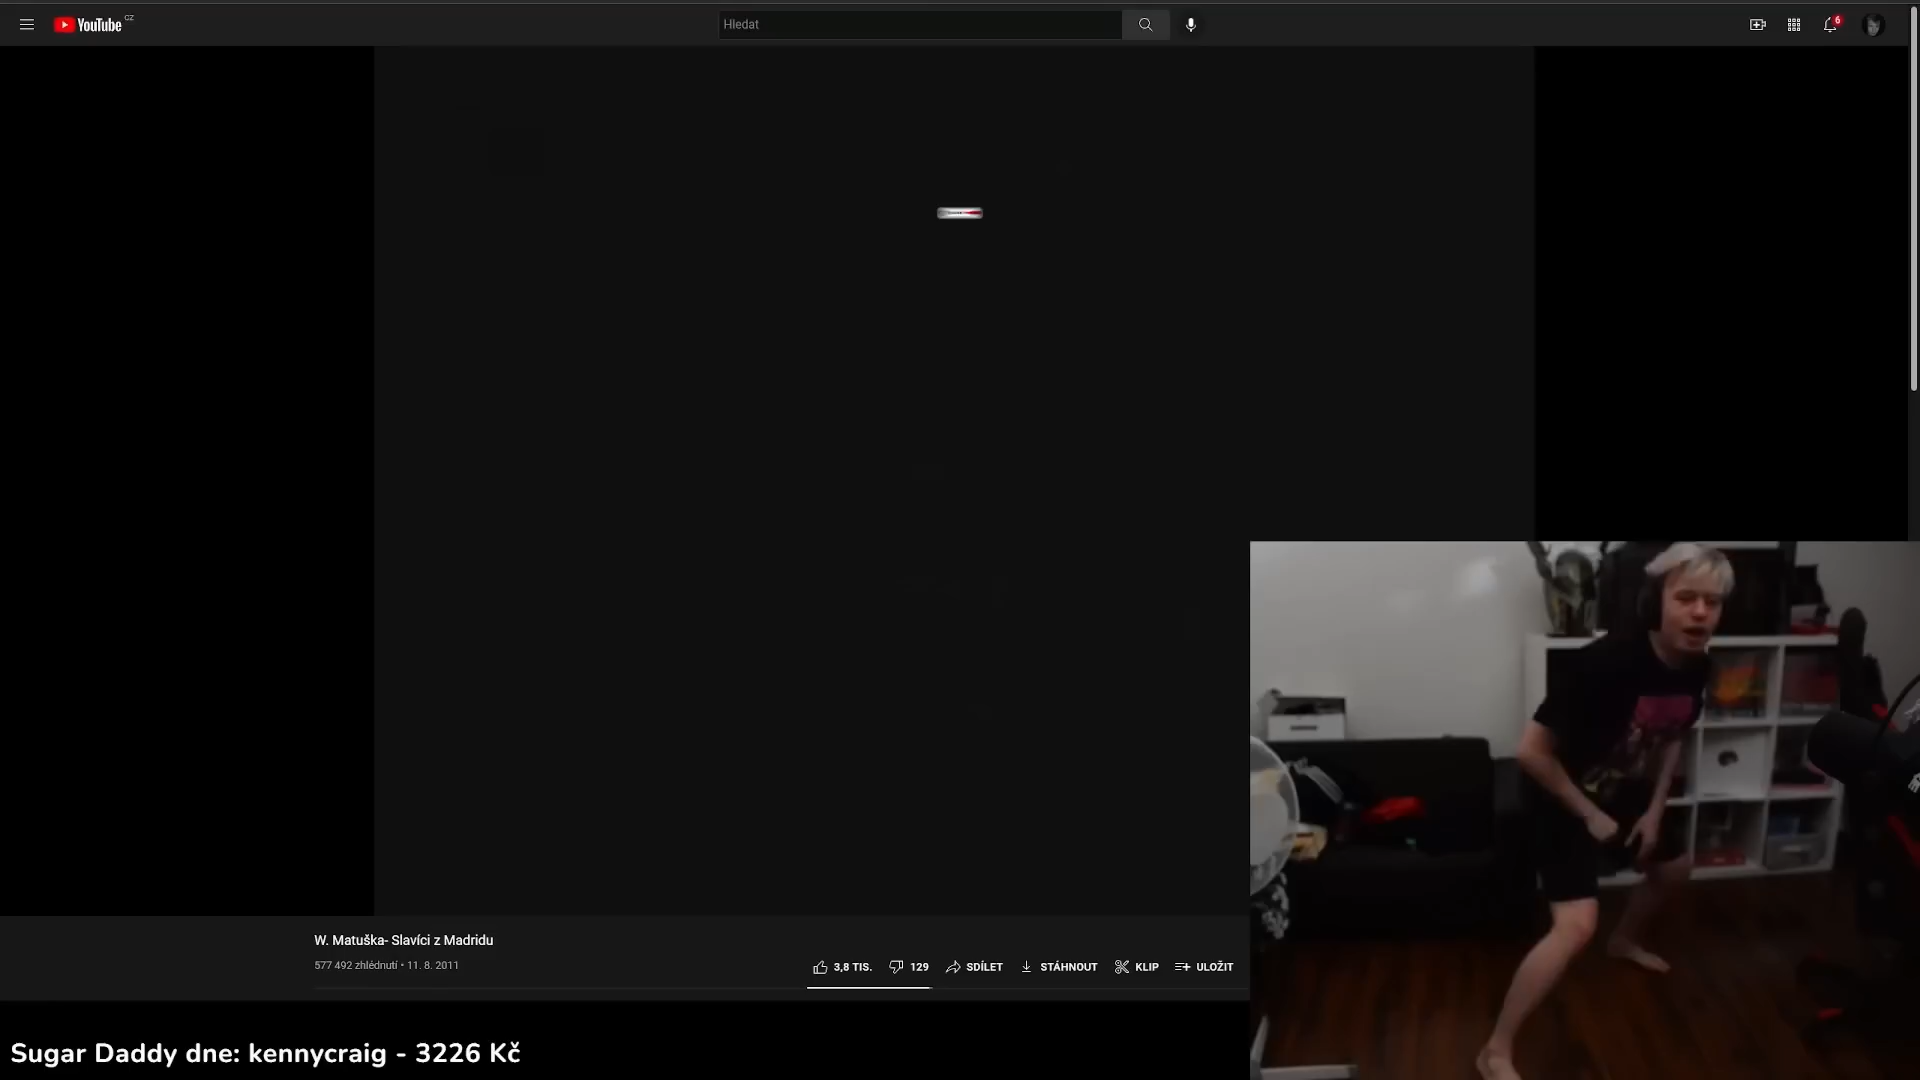 YouTube CZ
Hledat
6
W. Matuška- Slavíci z Madridu
577 492 zhlédnutí • 11. 8. 2011
3,8 TIS.
129
SDÍLET
STÁHNOUT
KLIP
ULOŽIT
Sugar Daddy dne: kennycraig - 3226 Kč